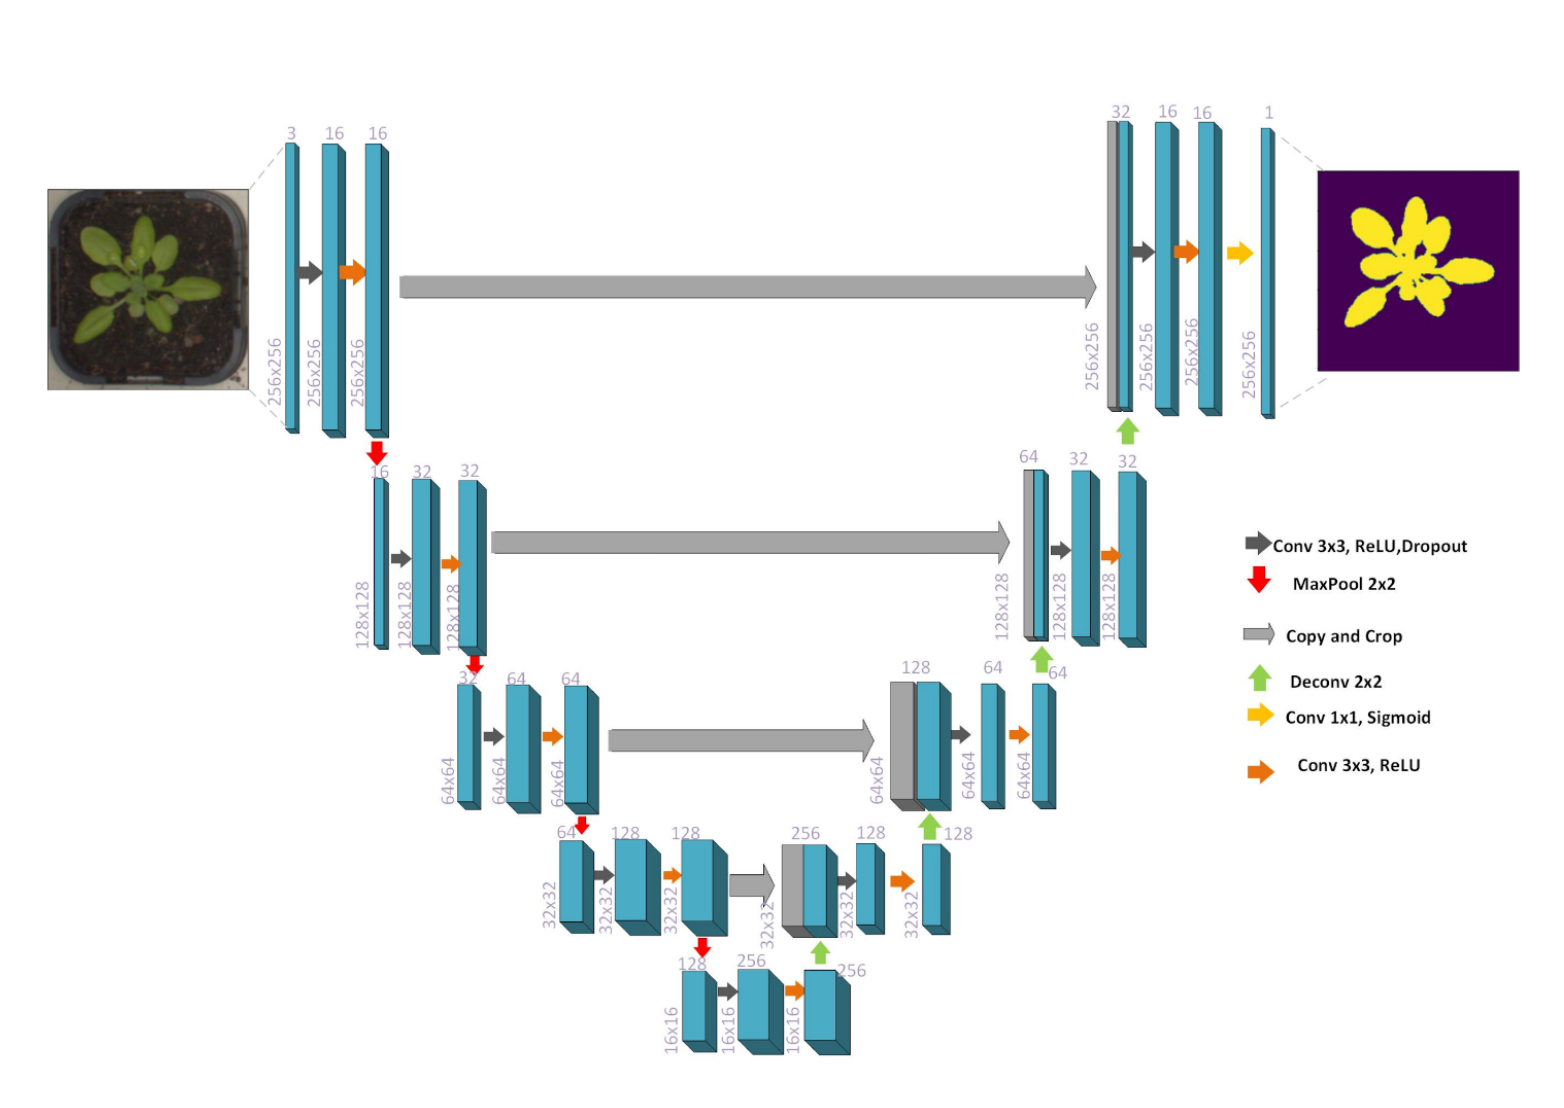 3 16 16
256x256 256x256 256x256
32 16 16 1
256x256 256x256 256x256 256x256
16 32 32
128x128 128x128 128x128
64 32 32
128x128 128x128 128x128
Conv 3x3, ReLU,Dropout
MaxPool 2x2
Copy and Crop
Deconv 2x2
Conv 1x1, Sigmoid
Conv 3x3, ReLU
32 64 64
64x64 64x64 64x64
128 64 64
64x64 64x64 64x64
64 128 128
32x32 32x32 32x32
256 128 128
32x32 32x32 32x32
128 256 256
16x16 16x16 16x16